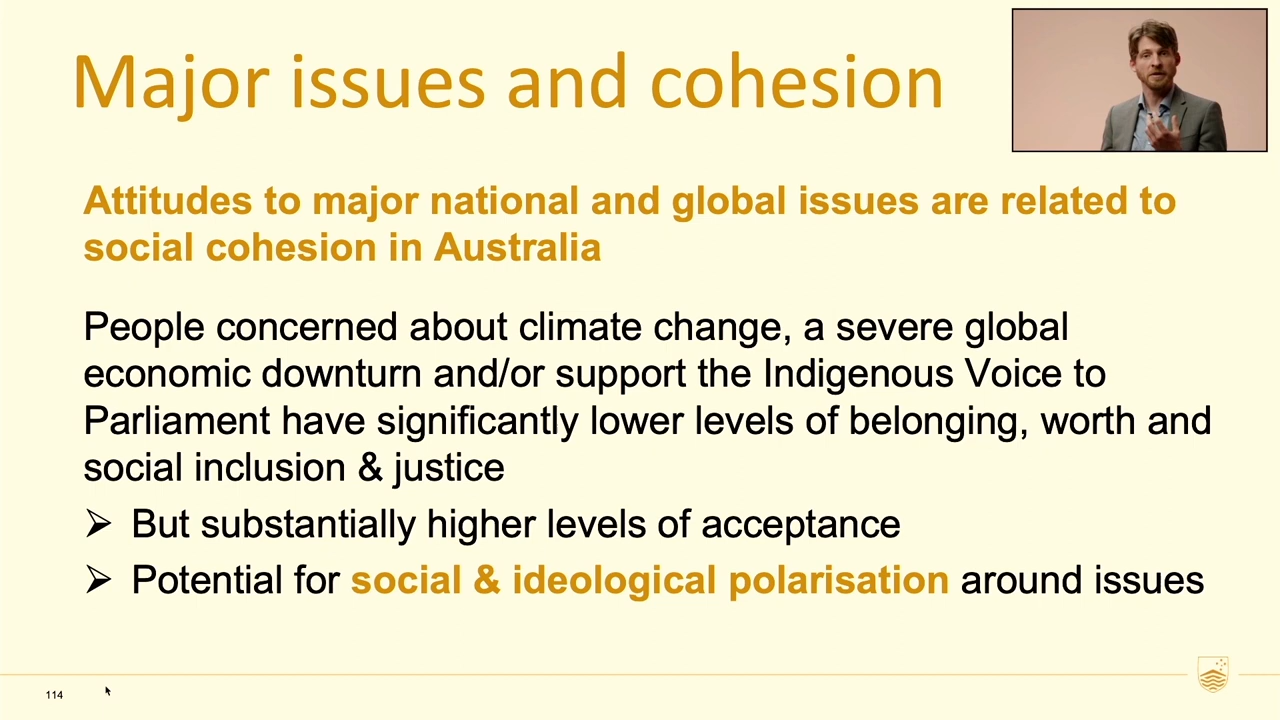 Major issues and cohesion
Attitudes to major national and global issues are related to
social cohesion in Australia
People concerned about climate change, a severe global
economic downturn and/or support the Indigenous Voice to
Parliament have significantly lower levels of belonging, worth and
social inclusion & justice
➢ But substantially higher levels of acceptance
➢ Potential for social & ideological polarisation around issues
114